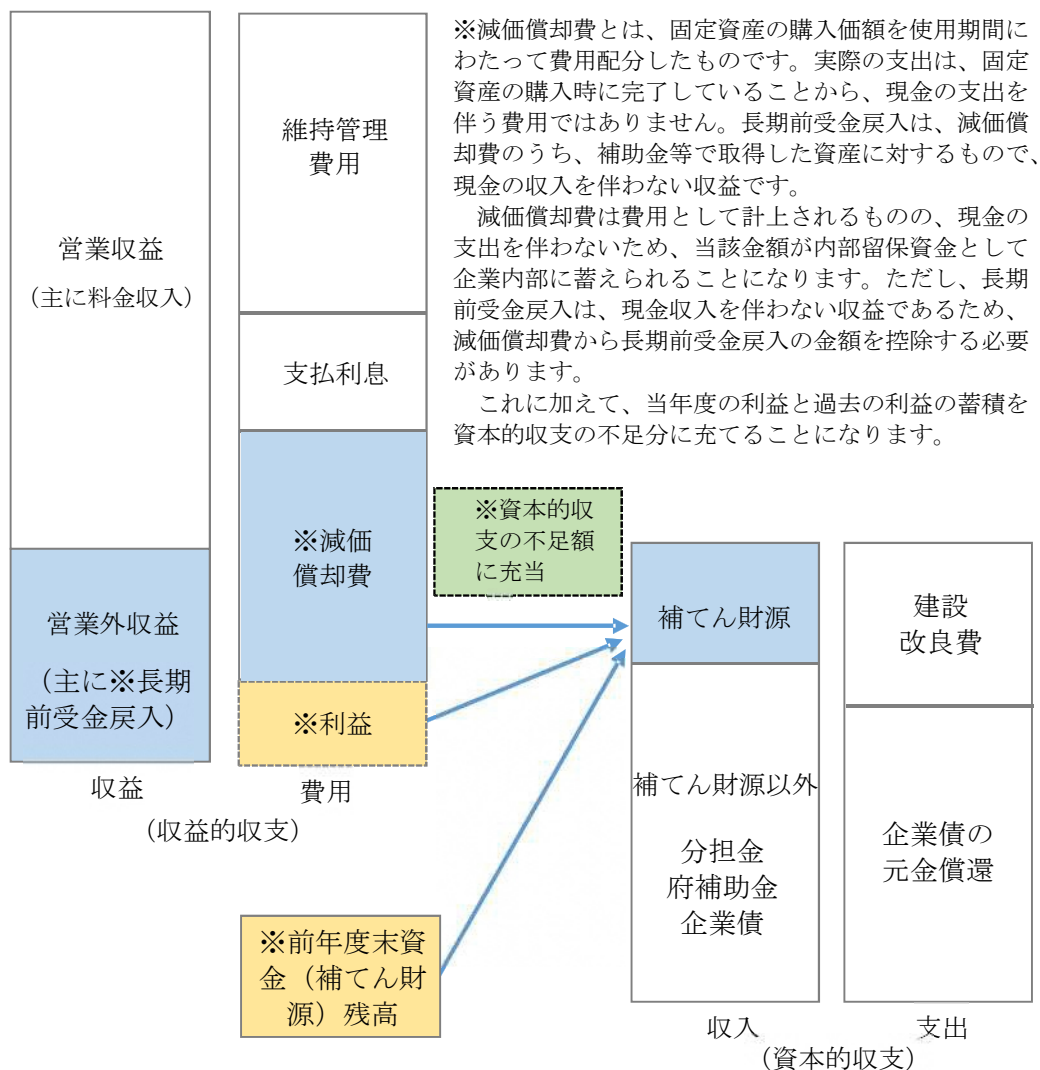 ※減価償却費とは、固定資産の購入価額を使用期間に
わたって費用配分したものです。実際の支出は、固定
資産の購入時に完了していることから、現金の支出を
伴う費用ではありません。長期前受金戻入は、減価償
却費のうち、補助金等で取得した資産に対するもので、
現金の収入を伴わない収益です。
　減価償却費は費用として計上されるものの、現金の
支出を伴わないため、当該金額が内部留保資金として
企業内部に蓄えられることになります。ただし、長期
前受金戻入は、現金収入を伴わない収益であるため、
減価償却費から長期前受金戻入の金額を控除する必要
があります。
　これに加えて、当年度の利益と過去の利益の蓄積を
資本的収支の不足分に充てることになります。
営業収益
（主に料金収入）
営業外収益
（主に※長期
前受金戻入）
収益
維持管理
費用
支払利息
※減価
償却費
※利益
費用
（収益的収支）
※資本的収
支の不足額
に充当
※前年度末資
金（補てん財
源）残高
補てん財源
補てん財源以外
分担金
府補助金
企業債
収入
建設
改良費
企業債の
元金償還
支出
（資本的収支）